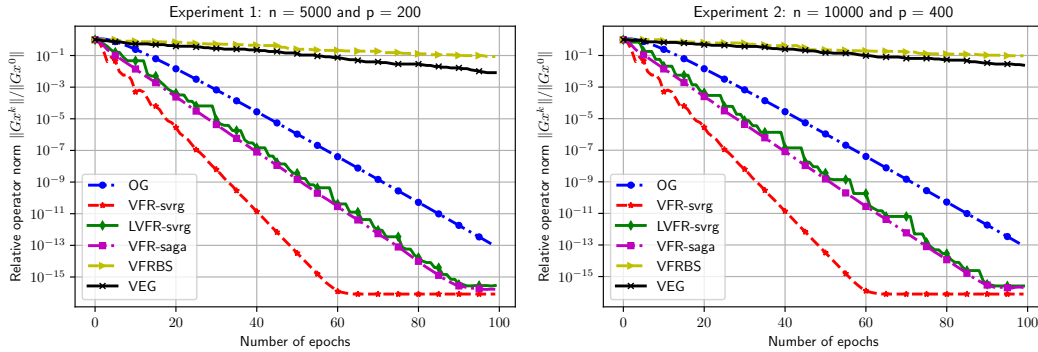 Experiment 1: n = 5000 and p = 200
Relative operator norm ||Gx^k||/||Gx^0||
10^{-1}
10^{-3}
10^{-5}
10^{-7}
10^{-9}
10^{-11}
10^{-13}
10^{-15}
OG
VFR-svrg
LVFR-svrg
VFR-saga
VFRBS
VEG
0 20 40 60 80 100
Number of epochs
Experiment 2: n = 10000 and p = 400
Relative operator norm ||Gx^k||/||Gx^0||
10^{-1}
10^{-3}
10^{-5}
10^{-7}
10^{-9}
10^{-11}
10^{-13}
10^{-15}
OG
VFR-svrg
LVFR-svrg
VFR-saga
VFRBS
VEG
0 20 40 60 80 100
Number of epochs